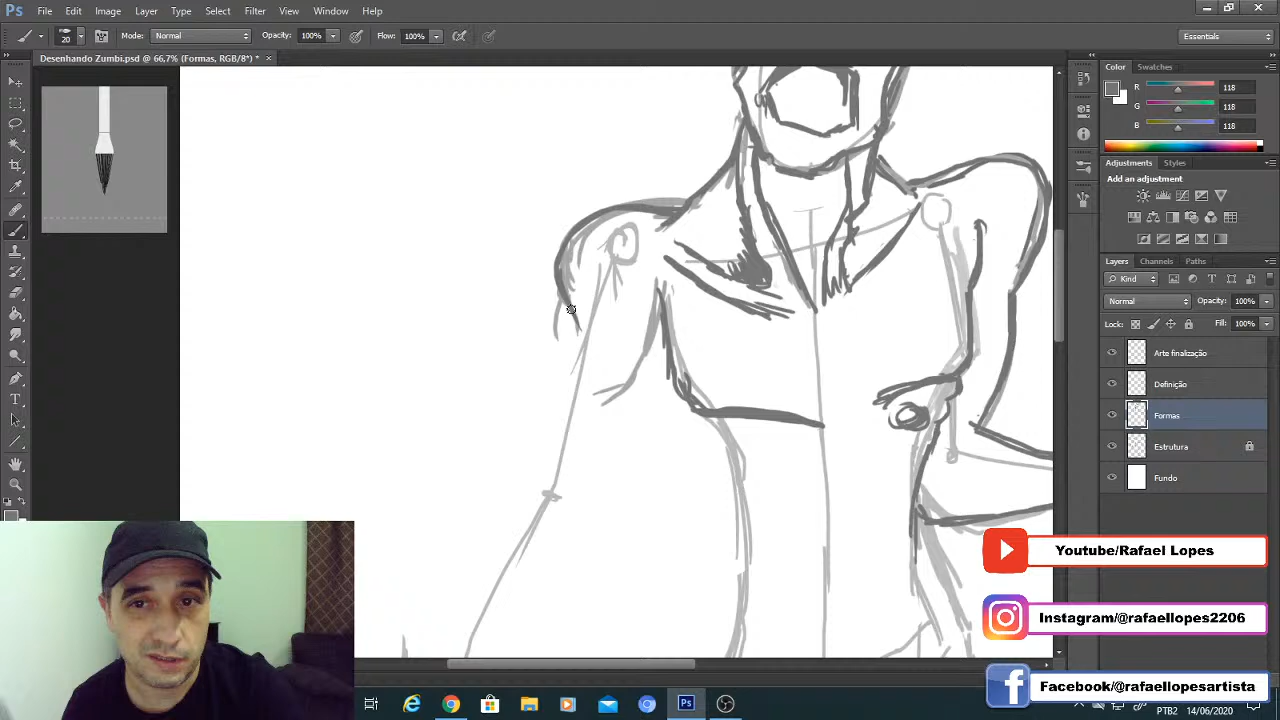 Ps File Edit Image Layer Type Select Filter View Window Help
20 Mode: Normal Opacity: 100% Flow: 100% Essentials
Desenhando Zumbi.psd @ 66,7% (Formas, RGB/8*) *
Color Swatches
R 118
G 118
B 118
Adjustments Styles
Add an adjustment
Layers Channels Paths
Kind
Normal Opacity: 100%
Lock: Fill: 100%
Arte finalização
Definição
Formas
Estrutura
Fundo
Youtube/Rafael Lopes
Instagram/@rafaellopes2206
Facebook/@rafaellopesartista
Ps
PTB2 14/06/2020